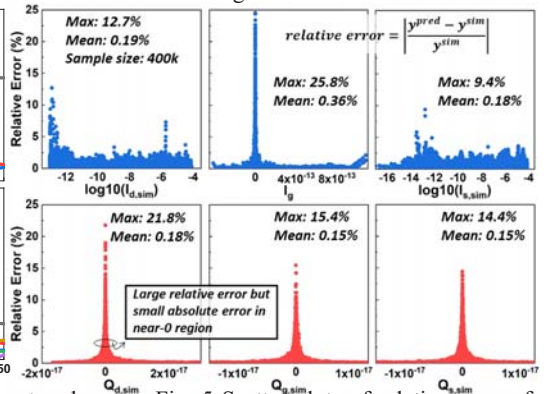 25
20
15
10
5
0
Relative Error (%)
Max: 12.7%
Mean: 0.19%
Sample size: 400k
-12 -10 -8 -6 -4
log10(I_d,sim)
relative error = |y^pred − y^sim / y^sim|
Max: 25.8%
Mean: 0.36%
0 4x10^-13 8x10^-13
I_g
Max: 9.4%
Mean: 0.18%
-16 -14 -12 -10 -8 -6 -4
log10(I_s,sim)
25
20
15
10
5
0
Relative Error (%)
Max: 21.8%
Mean: 0.18%
Large relative error but
small absolute error in
near-0 region
-2x10^-17 0 2x10^-17
Q_d,sim
Max: 15.4%
Mean: 0.15%
-1x10^-17 0 1x10^-17
Q_g,sim
Max: 14.4%
Mean: 0.15%
-1x10^-17 0 1x10^-17
Q_s,sim
50